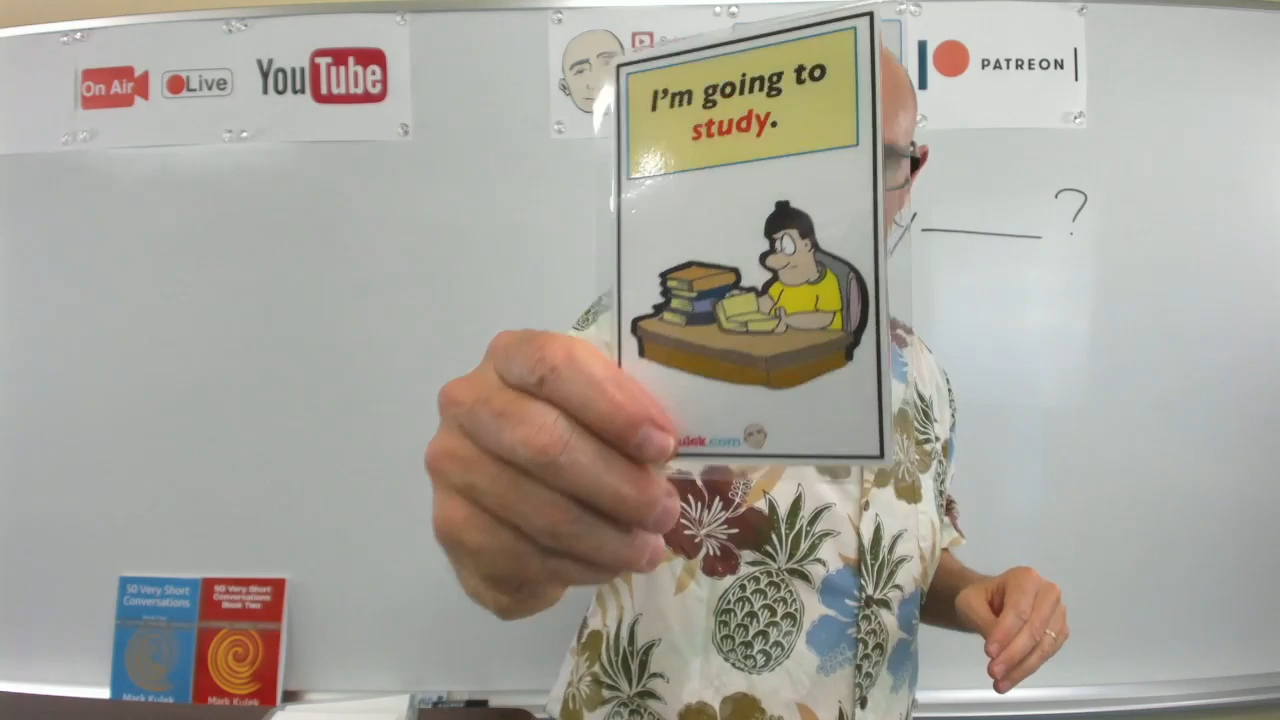 On Air
Live
YouTube
PATREON
I'm going to
study.
?
ulek.com
50 Very Short
Conversations
Mark Kulek
50 Very Short
Conversations
Book Two
Mark Kulek